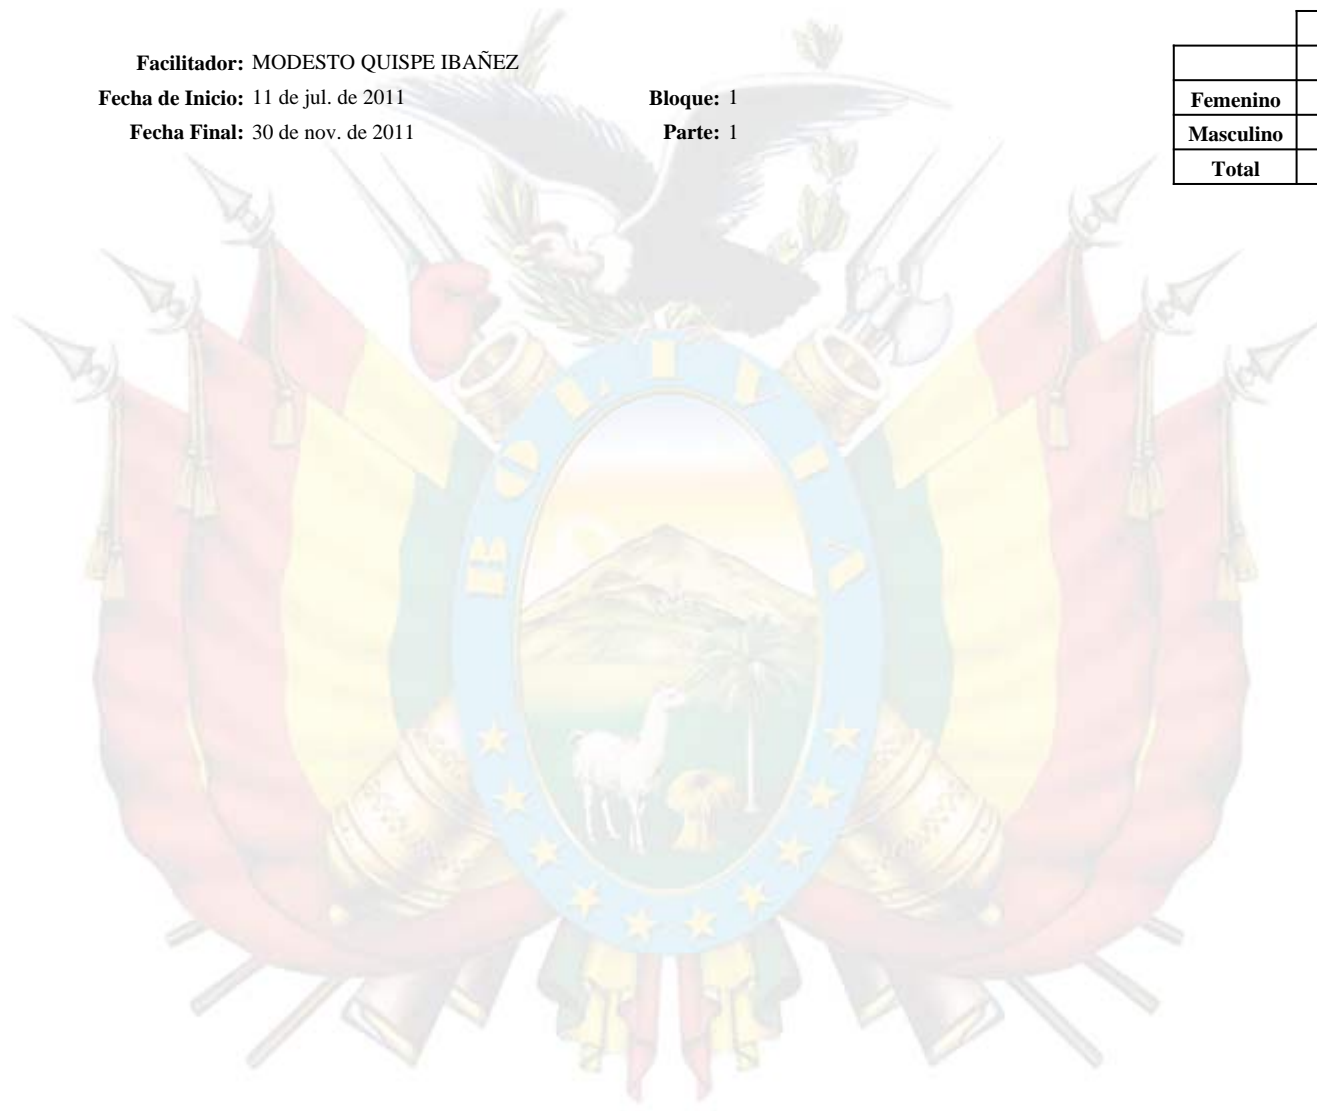 Facilitador: MODESTO QUISPE IBAÑEZ
Fecha de Inicio: 11 de jul. de 2011 Bloque: 1
Fecha Final: 30 de nov. de 2011 Parte: 1
Femenino
Masculino
Total
BOLIVIA